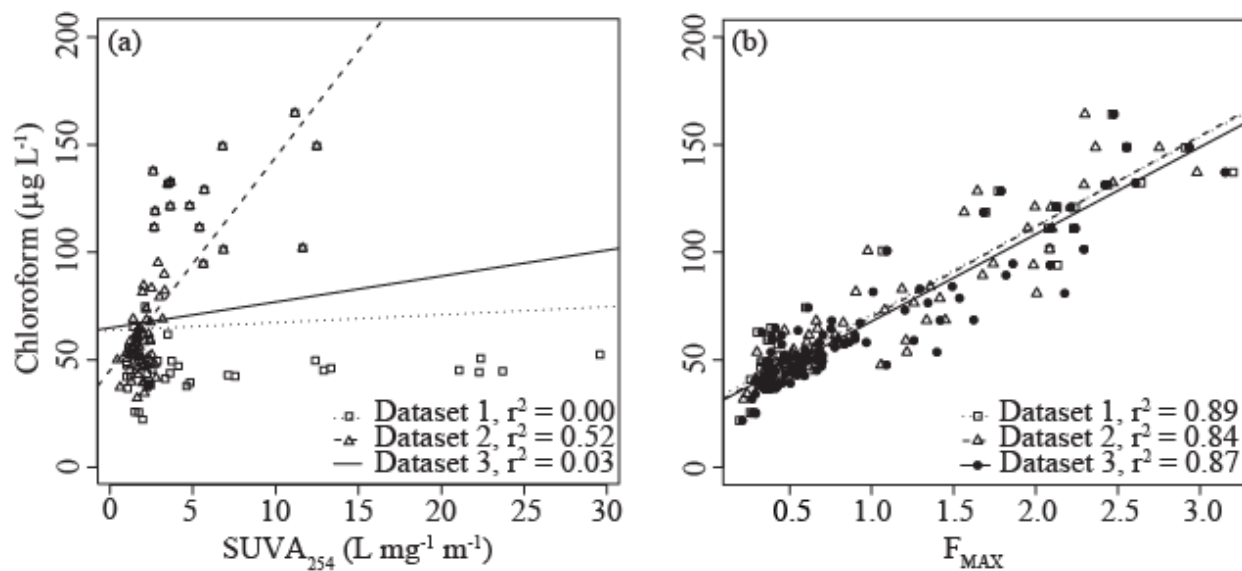 (a)
200
150
100
50
0
Chloroform (µg L⁻¹)
Dataset 1, r² = 0.00
Dataset 2, r² = 0.52
Dataset 3, r² = 0.03
0 5 10 15 20 25 30
SUVA₂₅₄ (L mg⁻¹ m⁻¹)
(b)
200
150
100
50
0
Dataset 1, r² = 0.89
Dataset 2, r² = 0.84
Dataset 3, r² = 0.87
0.5 1.0 1.5 2.0 2.5 3.0
F_MAX